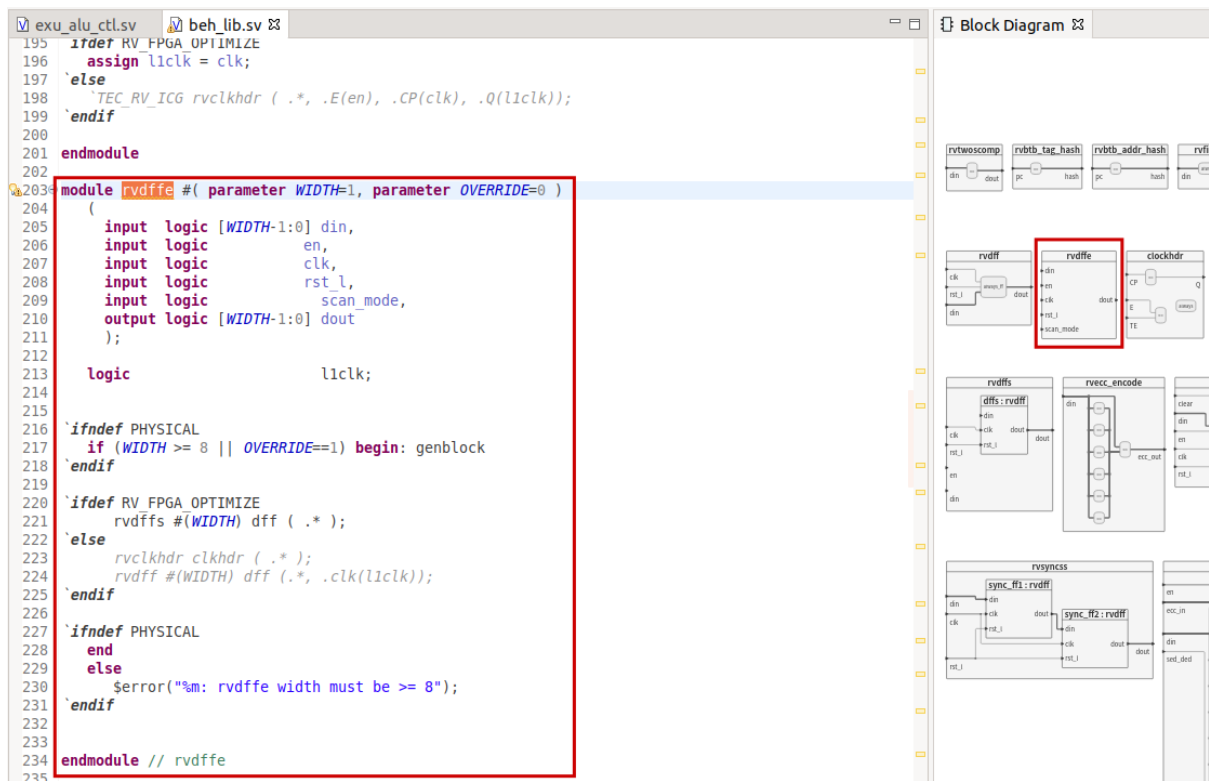 exu_alu_ctl.sv
beh_lib.sv
195 `ifdef RV_FPGA_OPTIMIZE
196 assign l1clk = clk;
197 `else
198 `TEC_RV_ICG rvclkhdr ( .*, .E(en), .CP(clk), .Q(l1clk));
199 `endif
200
201 endmodule
202
203 module rvdffe #( parameter WIDTH=1, parameter OVERRIDE=0 )
204 (
205 input logic [WIDTH-1:0] din,
206 input logic en,
207 input logic clk,
208 input logic rst_l,
209 input logic scan_mode,
210 output logic [WIDTH-1:0] dout
211 );
212
213 logic l1clk;
214
215
216 `ifndef PHYSICAL
217 if (WIDTH >= 8 || OVERRIDE==1) begin: genblock
218 `endif
219
220 `ifdef RV_FPGA_OPTIMIZE
221 rvdffs #(WIDTH) dff ( .* );
222 `else
223 rvclkhdr clkhdr ( .* );
224 rvdff #(WIDTH) dff (.*, .clk(l1clk));
225 `endif
226
227 `ifndef PHYSICAL
228 end
229 else
230 $error("%m: rvdffe width must be >= 8");
231 `endif
232
233
234 endmodule // rvdffe
235
Block Diagram
rvtwoscomp
din
dout
rvbtb_tag_hash
pc
hash
rvbtb_addr_hash
pc
hash
din
rvdff
clk
rst_l
din
always_ff
dout
rvdffe
din
en
clk
rst_l
scan_mode
dout
clockhdr
CP
E
TE
always
Q
rvdffs
dffs : rvdff
din
clk
rst_l
dout
clk
rst_l
en
din
dout
rvecc_encode
din
ecc_out
clear
din
en
clk
rst_l
rvsyncss
sync_ff1 : rvdff
din
clk
rst_l
dout
sync_ff2 : rvdff
din
clk
rst_l
dout
din
clk
rst_l
dout
en
ecc_in
din
sed_ded